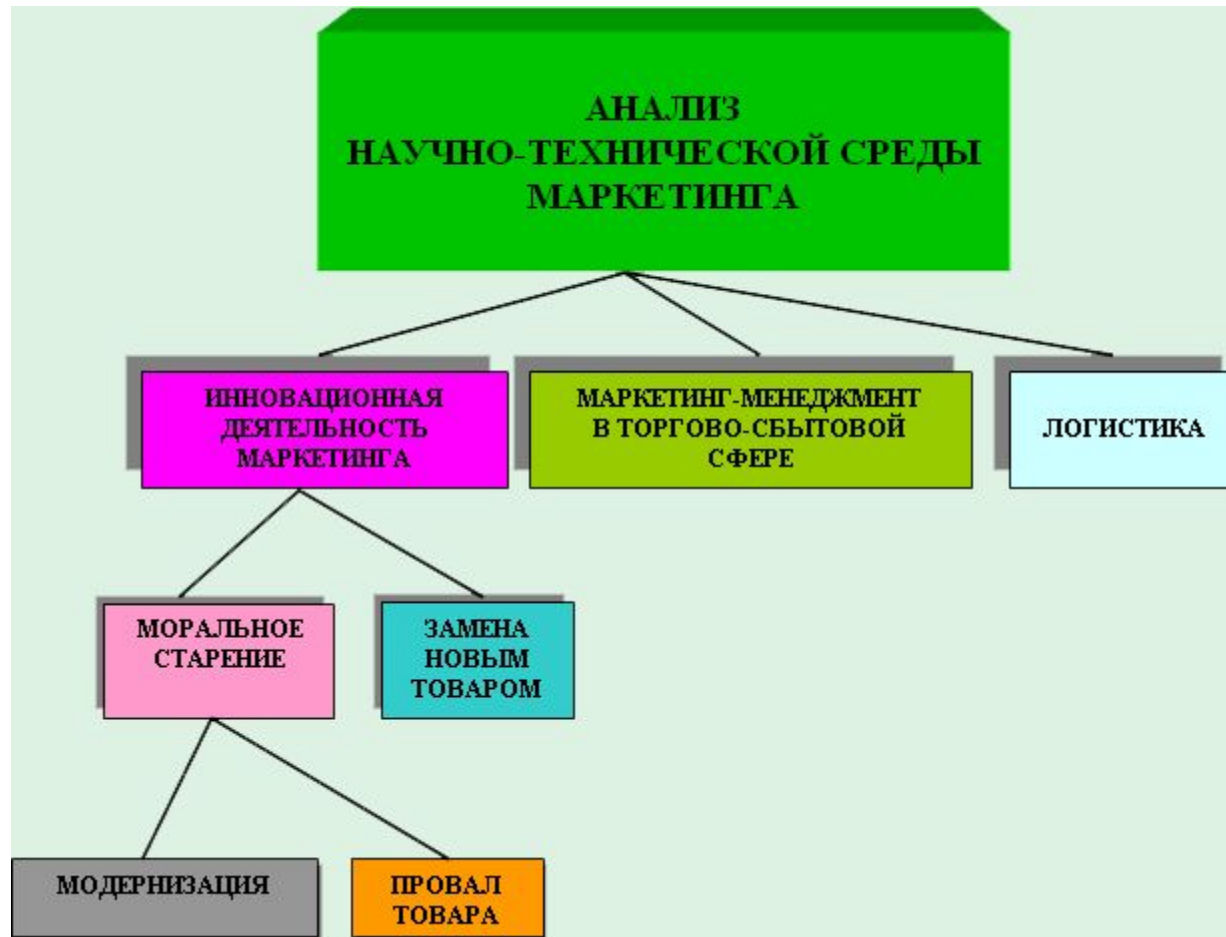 АНАЛИЗ
НАУЧНО-ТЕХНИЧЕСКОЙ СРЕДЫ
МАРКЕТИНГА
ИННОВАЦИОННАЯ
ДЕЯТЕЛЬНОСТЬ
МАРКЕТИНГА
МАРКЕТИНГ-МЕНЕДЖМЕНТ
В ТОРГОВО-СБЫТОВОЙ
СФЕРЕ
ЛОГИСТИКА
МОРАЛЬНОЕ
СТАРЕНИЕ
ЗАМЕНА
НОВЫМ
ТОВАРОМ
МОДЕРНИЗАЦИЯ
ПРОВАЛ
ТОВАРА